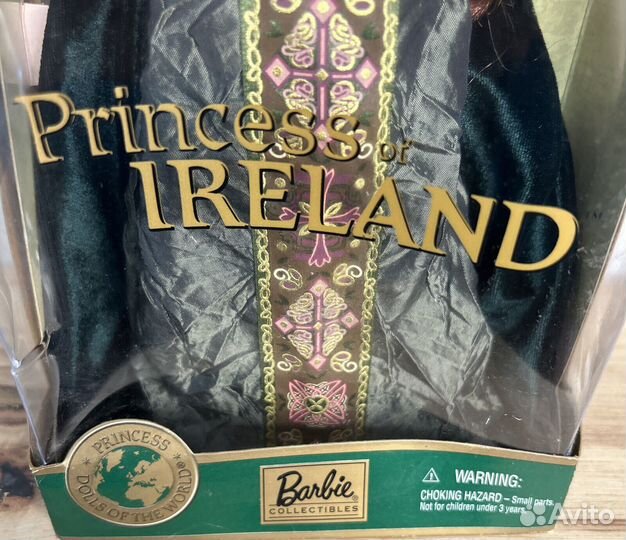 Princess of
IRELAND
TM
PRINCESS
DOLLS OF THE WORLD®
Barbie
COLLECTIBLES
WARNING:
CHOKING HAZARD - Small parts.
Not for children under 3 years.
Avito